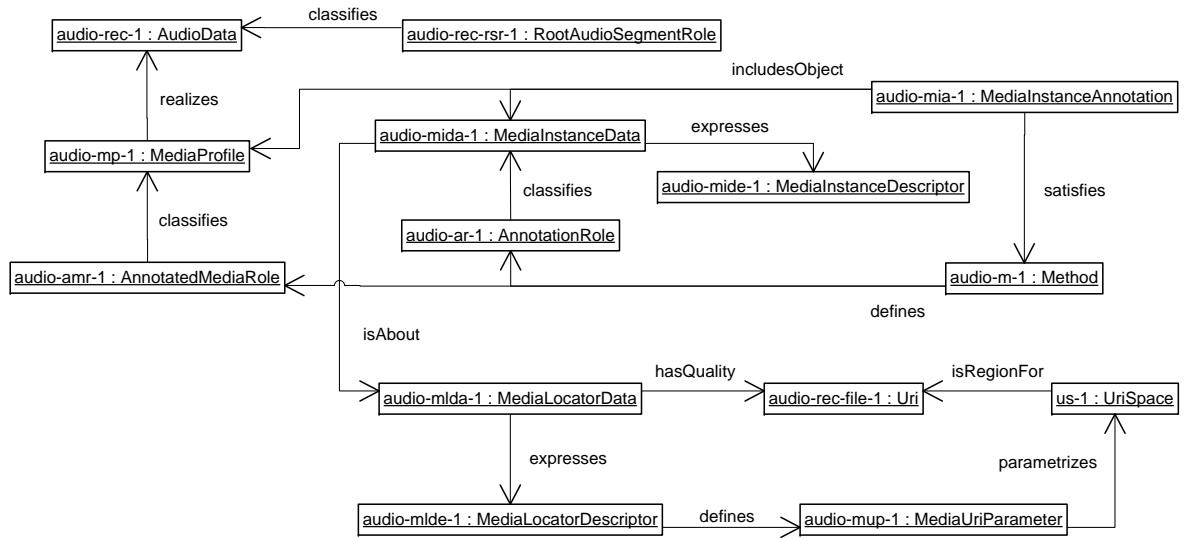 classifies
audio-rec-1 : AudioData
audio-rec-rsr-1 : RootAudioSegmentRole
includesObject
realizes
audio-mia-1 : MediaInstanceAnnotation
audio-mida-1 : MediaInstanceData
expresses
audio-mp-1 : MediaProfile
audio-mide-1 : MediaInstanceDescriptor
classifies
satisfies
classifies
audio-ar-1 : AnnotationRole
audio-amr-1 : AnnotatedMediaRole
audio-m-1 : Method
defines
isAbout
hasQuality
isRegionFor
audio-mlda-1 : MediaLocatorData
audio-rec-file-1 : Uri
us-1 : UriSpace
expresses
parametrizes
audio-mlde-1 : MediaLocatorDescriptor
defines
audio-mup-1 : MediaUriParameter